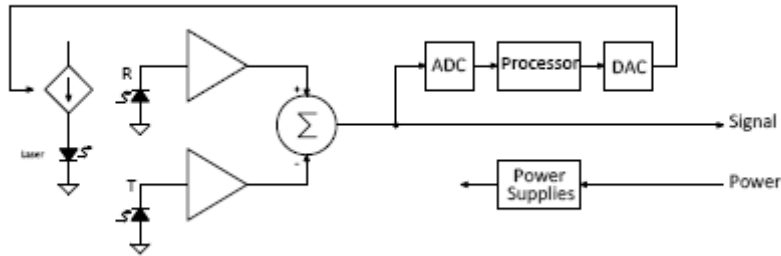 R
ADC
Processor
DAC
+
Σ
Signal
Laser
-
T
Power
Supplies
Power